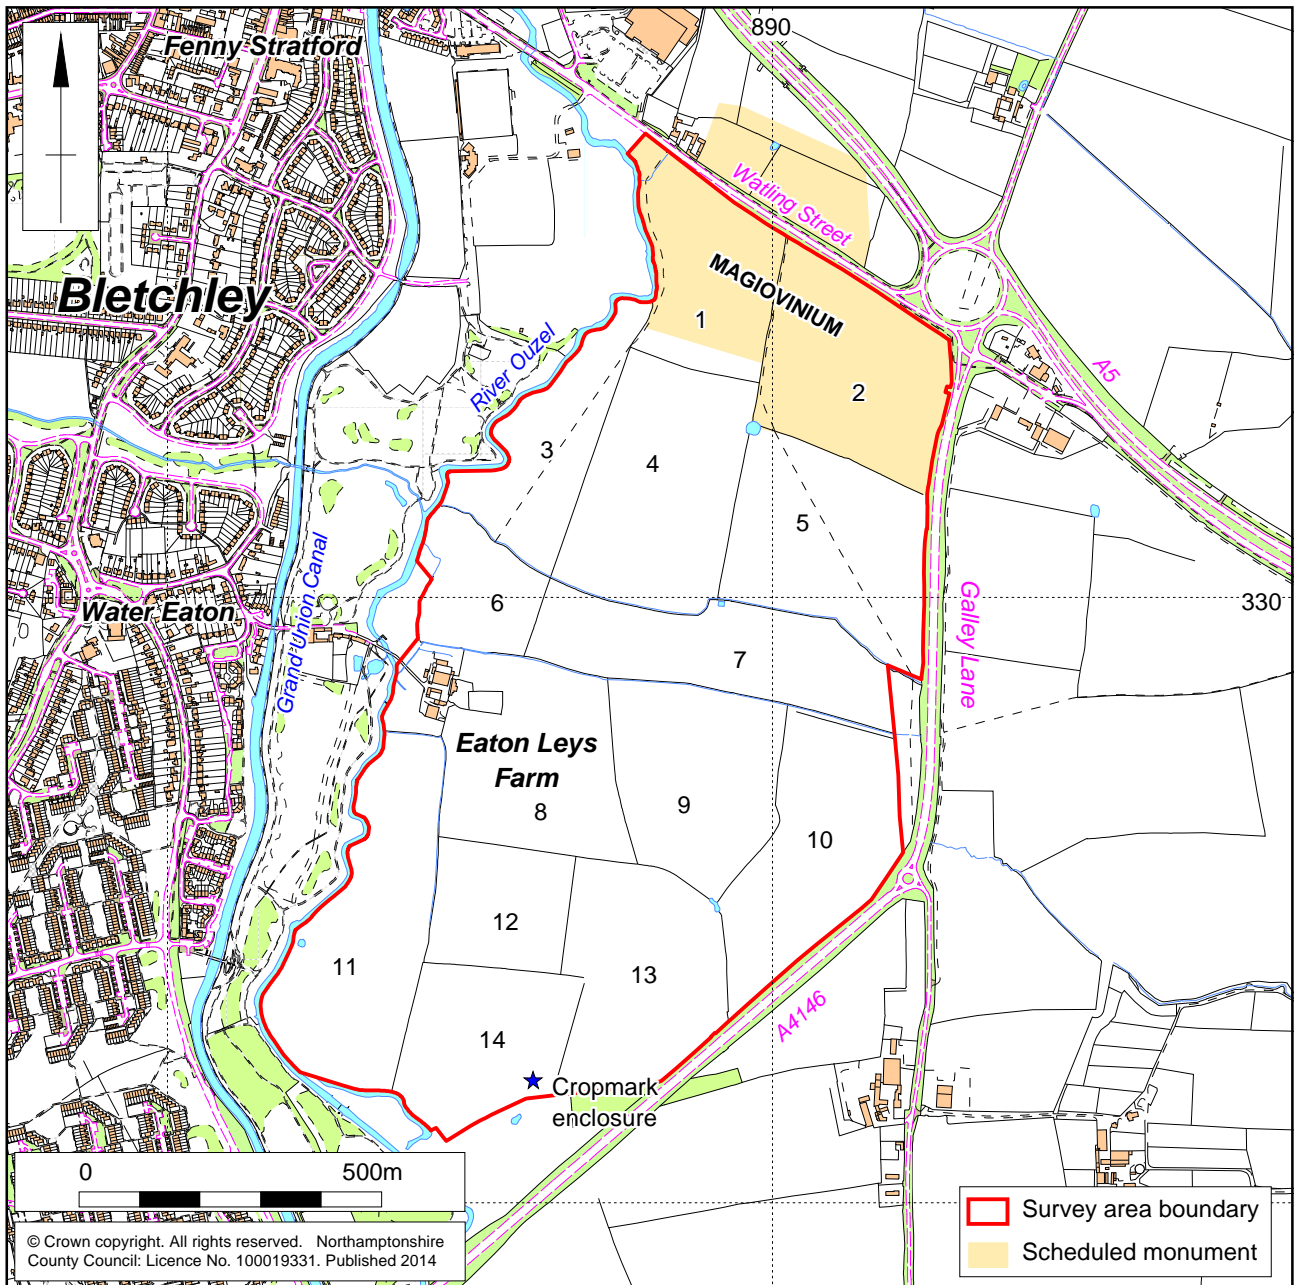 890
Fenny Stratford
Watling Street
Bletchley
MAGIOVINIUM
1
River Ouzel
A5
2
3
4
5
Grand Union Canal
Galley Lane
6
330
Water Eaton
7
Eaton Leys
Farm
8
9
10
12
11
13
A4146
14
Cropmark
enclosure
0 500m
© Crown copyright. All rights reserved. Northamptonshire
County Council: Licence No. 100019331. Published 2014
Survey area boundary
Scheduled monument